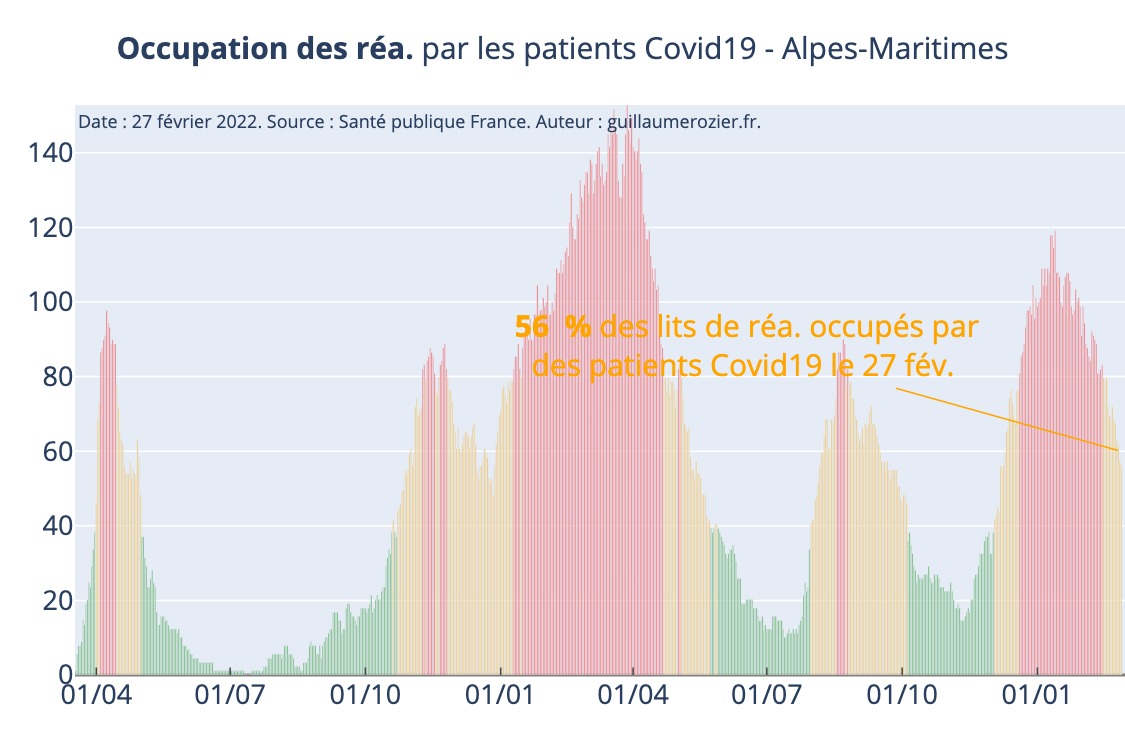 Occupation des réa. par les patients Covid19 - Alpes-Maritimes
Date : 27 février 2022. Source : Santé publique France. Auteur : guillaumerozier.fr.
140
120
100
56 % des lits de réa. occupés par
des patients Covid19 le 27 fév.
80
60
40
20
0
01/04 01/07 01/10 01/01 01/04 01/07 01/10 01/01